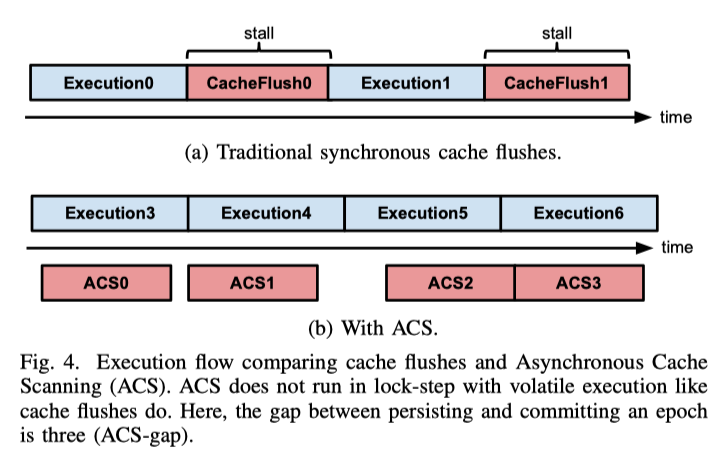 stall
stall
Execution0
CacheFlush0
Execution1
CacheFlush1
time
(a) Traditional synchronous cache flushes.
Execution3
Execution4
Execution5
Execution6
time
ACS0
ACS1
ACS2
ACS3
(b) With ACS.
Fig. 4. Execution flow comparing cache flushes and Asynchronous Cache
Scanning (ACS). ACS does not run in lock-step with volatile execution like
cache flushes do. Here, the gap between persisting and committing an epoch
is three (ACS-gap).